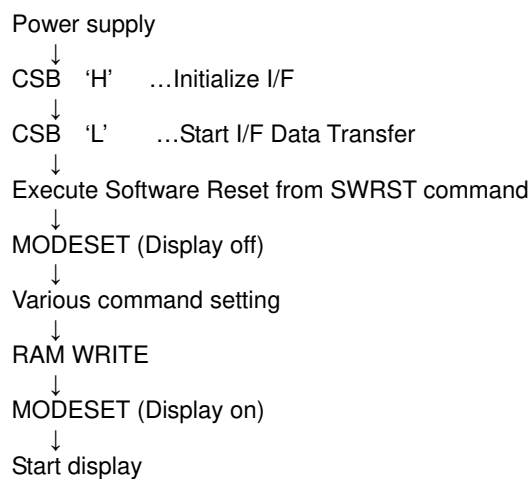 Power supply
↓
CSB ‘H’ …Initialize I/F
↓
CSB ‘L’ …Start I/F Data Transfer
↓
Execute Software Reset from SWRST command
↓
MODESET (Display off)
↓
Various command setting
↓
RAM WRITE
↓
MODESET (Display on)
↓
Start display